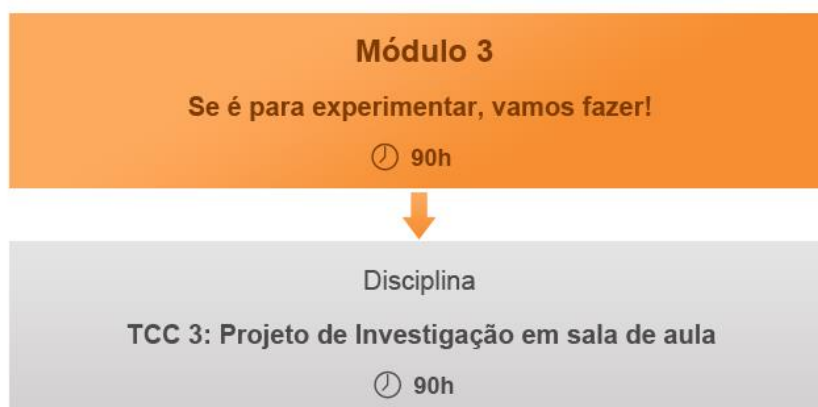 Módulo 3
Se é para experimentar, vamos fazer!
90h
Disciplina
TCC 3: Projeto de Investigação em sala de aula
90h